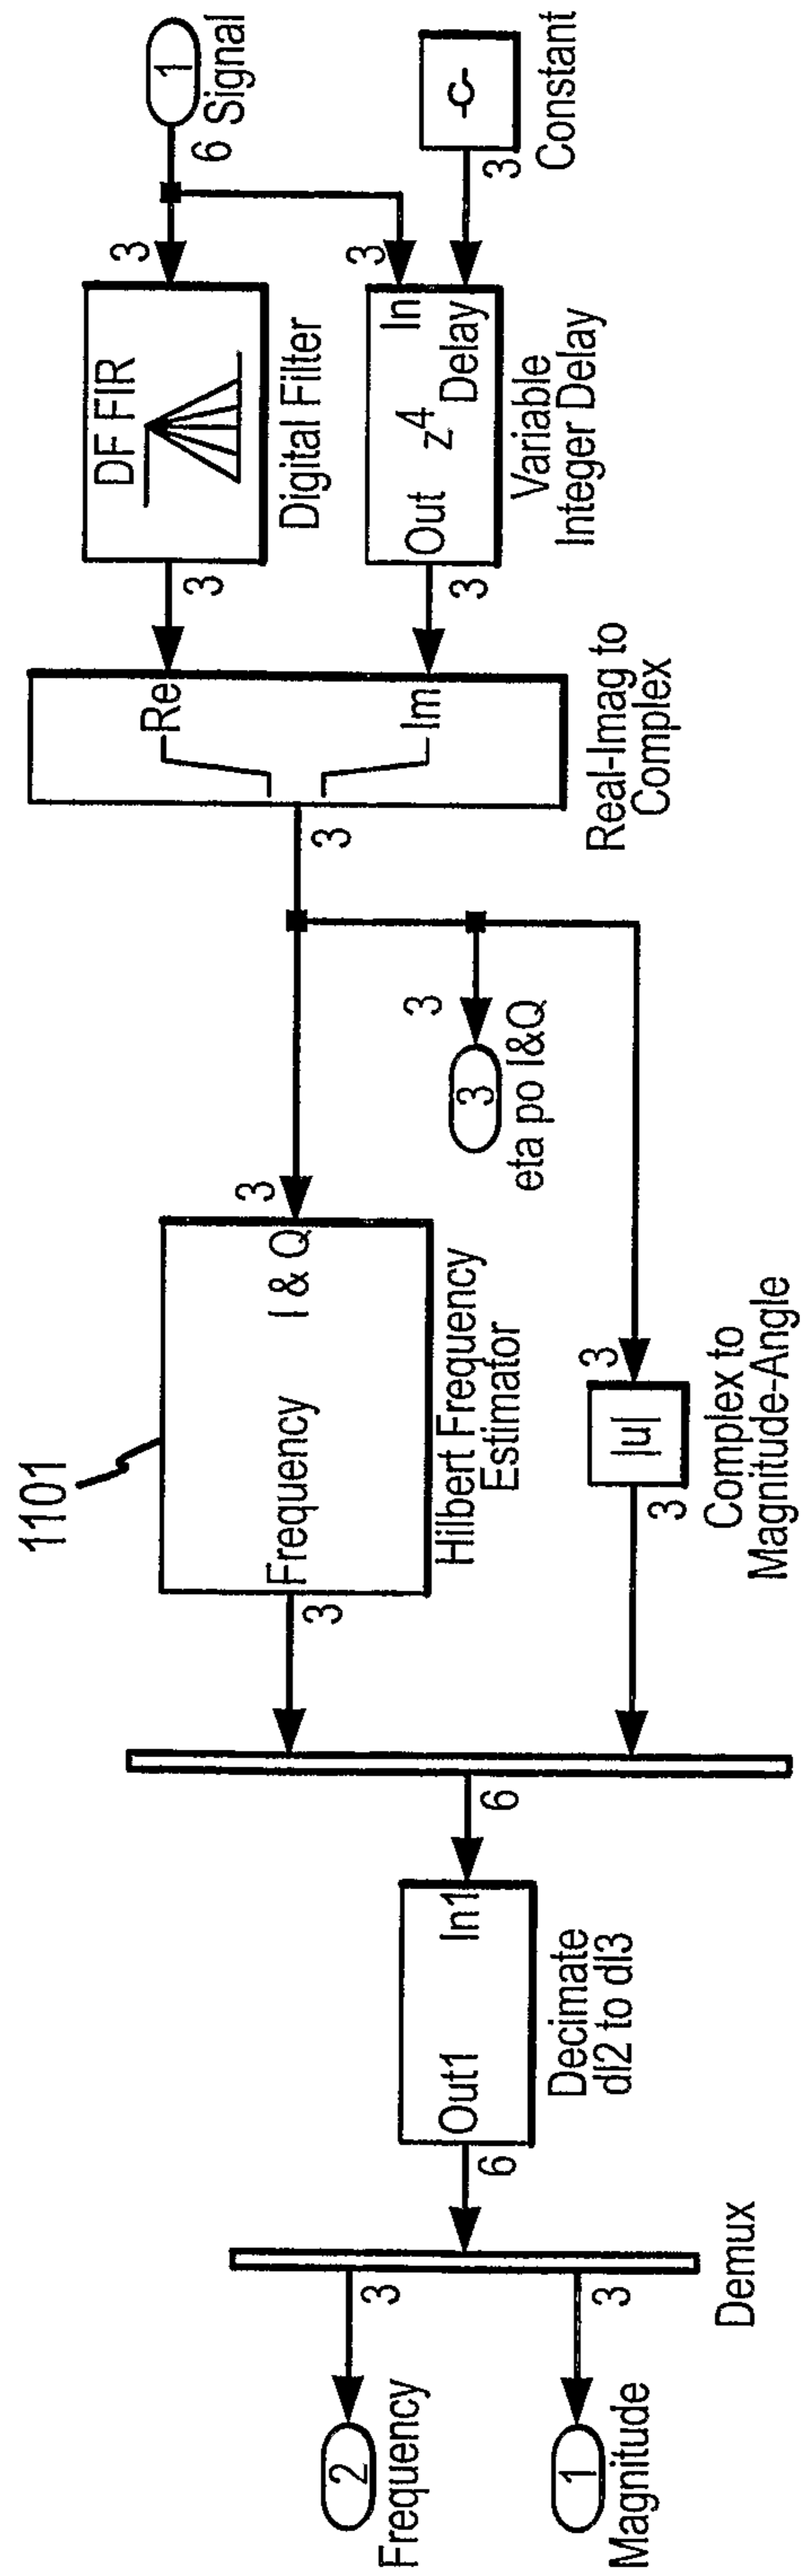 1
Signal
6
-C-
Constant
3
3
DF FIR
Digital Filter
3
3
In
Out z⁴
Delay
Variable
Integer Delay
3
3
Re
Im
Real-Imag to
Complex
3
3
3
eta po I&Q
3
I & Q
Frequency
Hilbert Frequency
Estimator
1101
3
3
|u|
Complex to
Magnitude-Angle
3
6
In1
Out1
Decimate
dl2 to dl3
6
Demux
3
3
2
Frequency
1
Magnitude